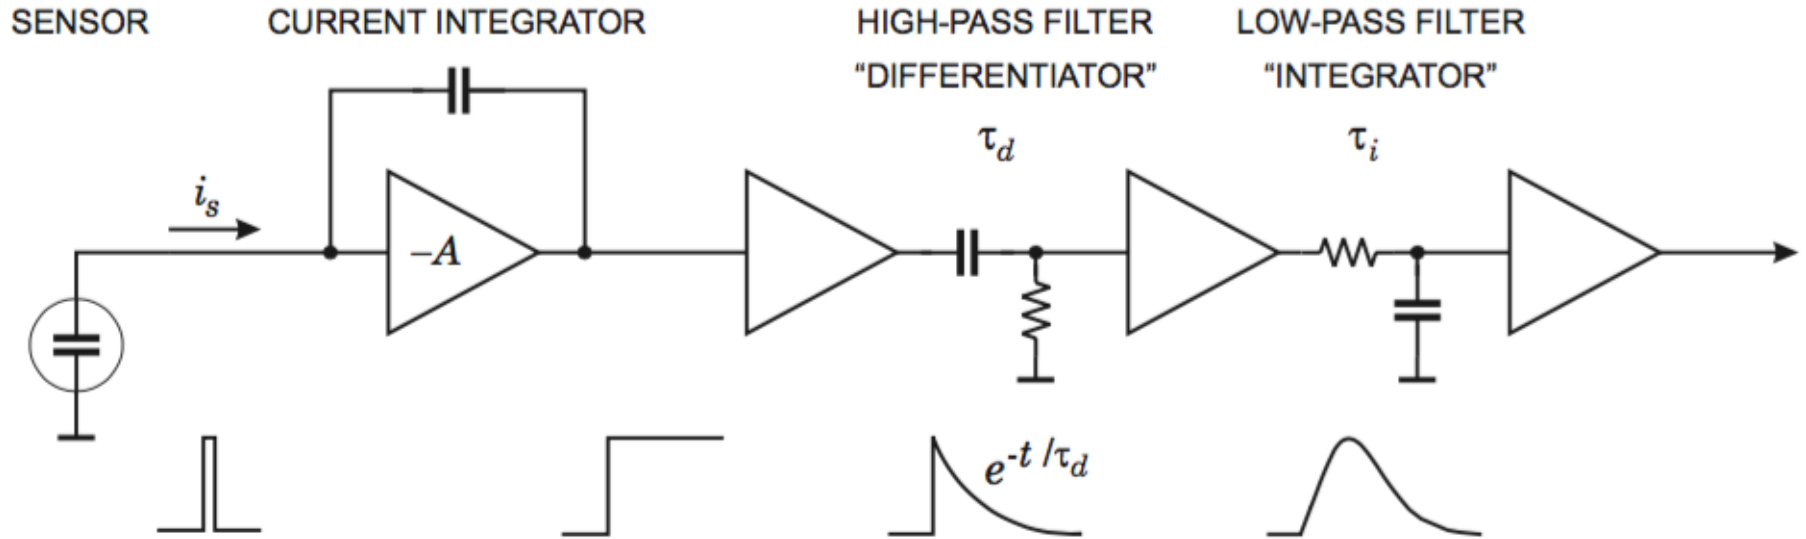 SENSOR
CURRENT INTEGRATOR
HIGH-PASS FILTER
“DIFFERENTIATOR”
LOW-PASS FILTER
“INTEGRATOR”
τd
τi
is
–A
e-t /τd